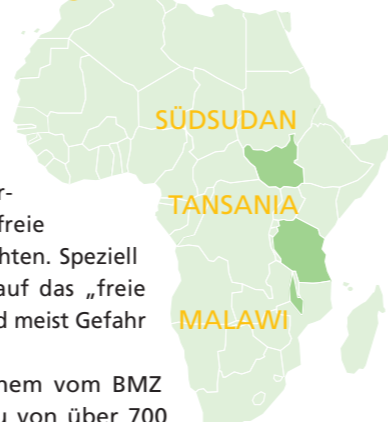 SÜDSUDAN
TANSANIA
MALAWI
r-
freie
hten. Speziell
auf das „freie
d meist Gefahr
nem vom BMZ
u von über 700